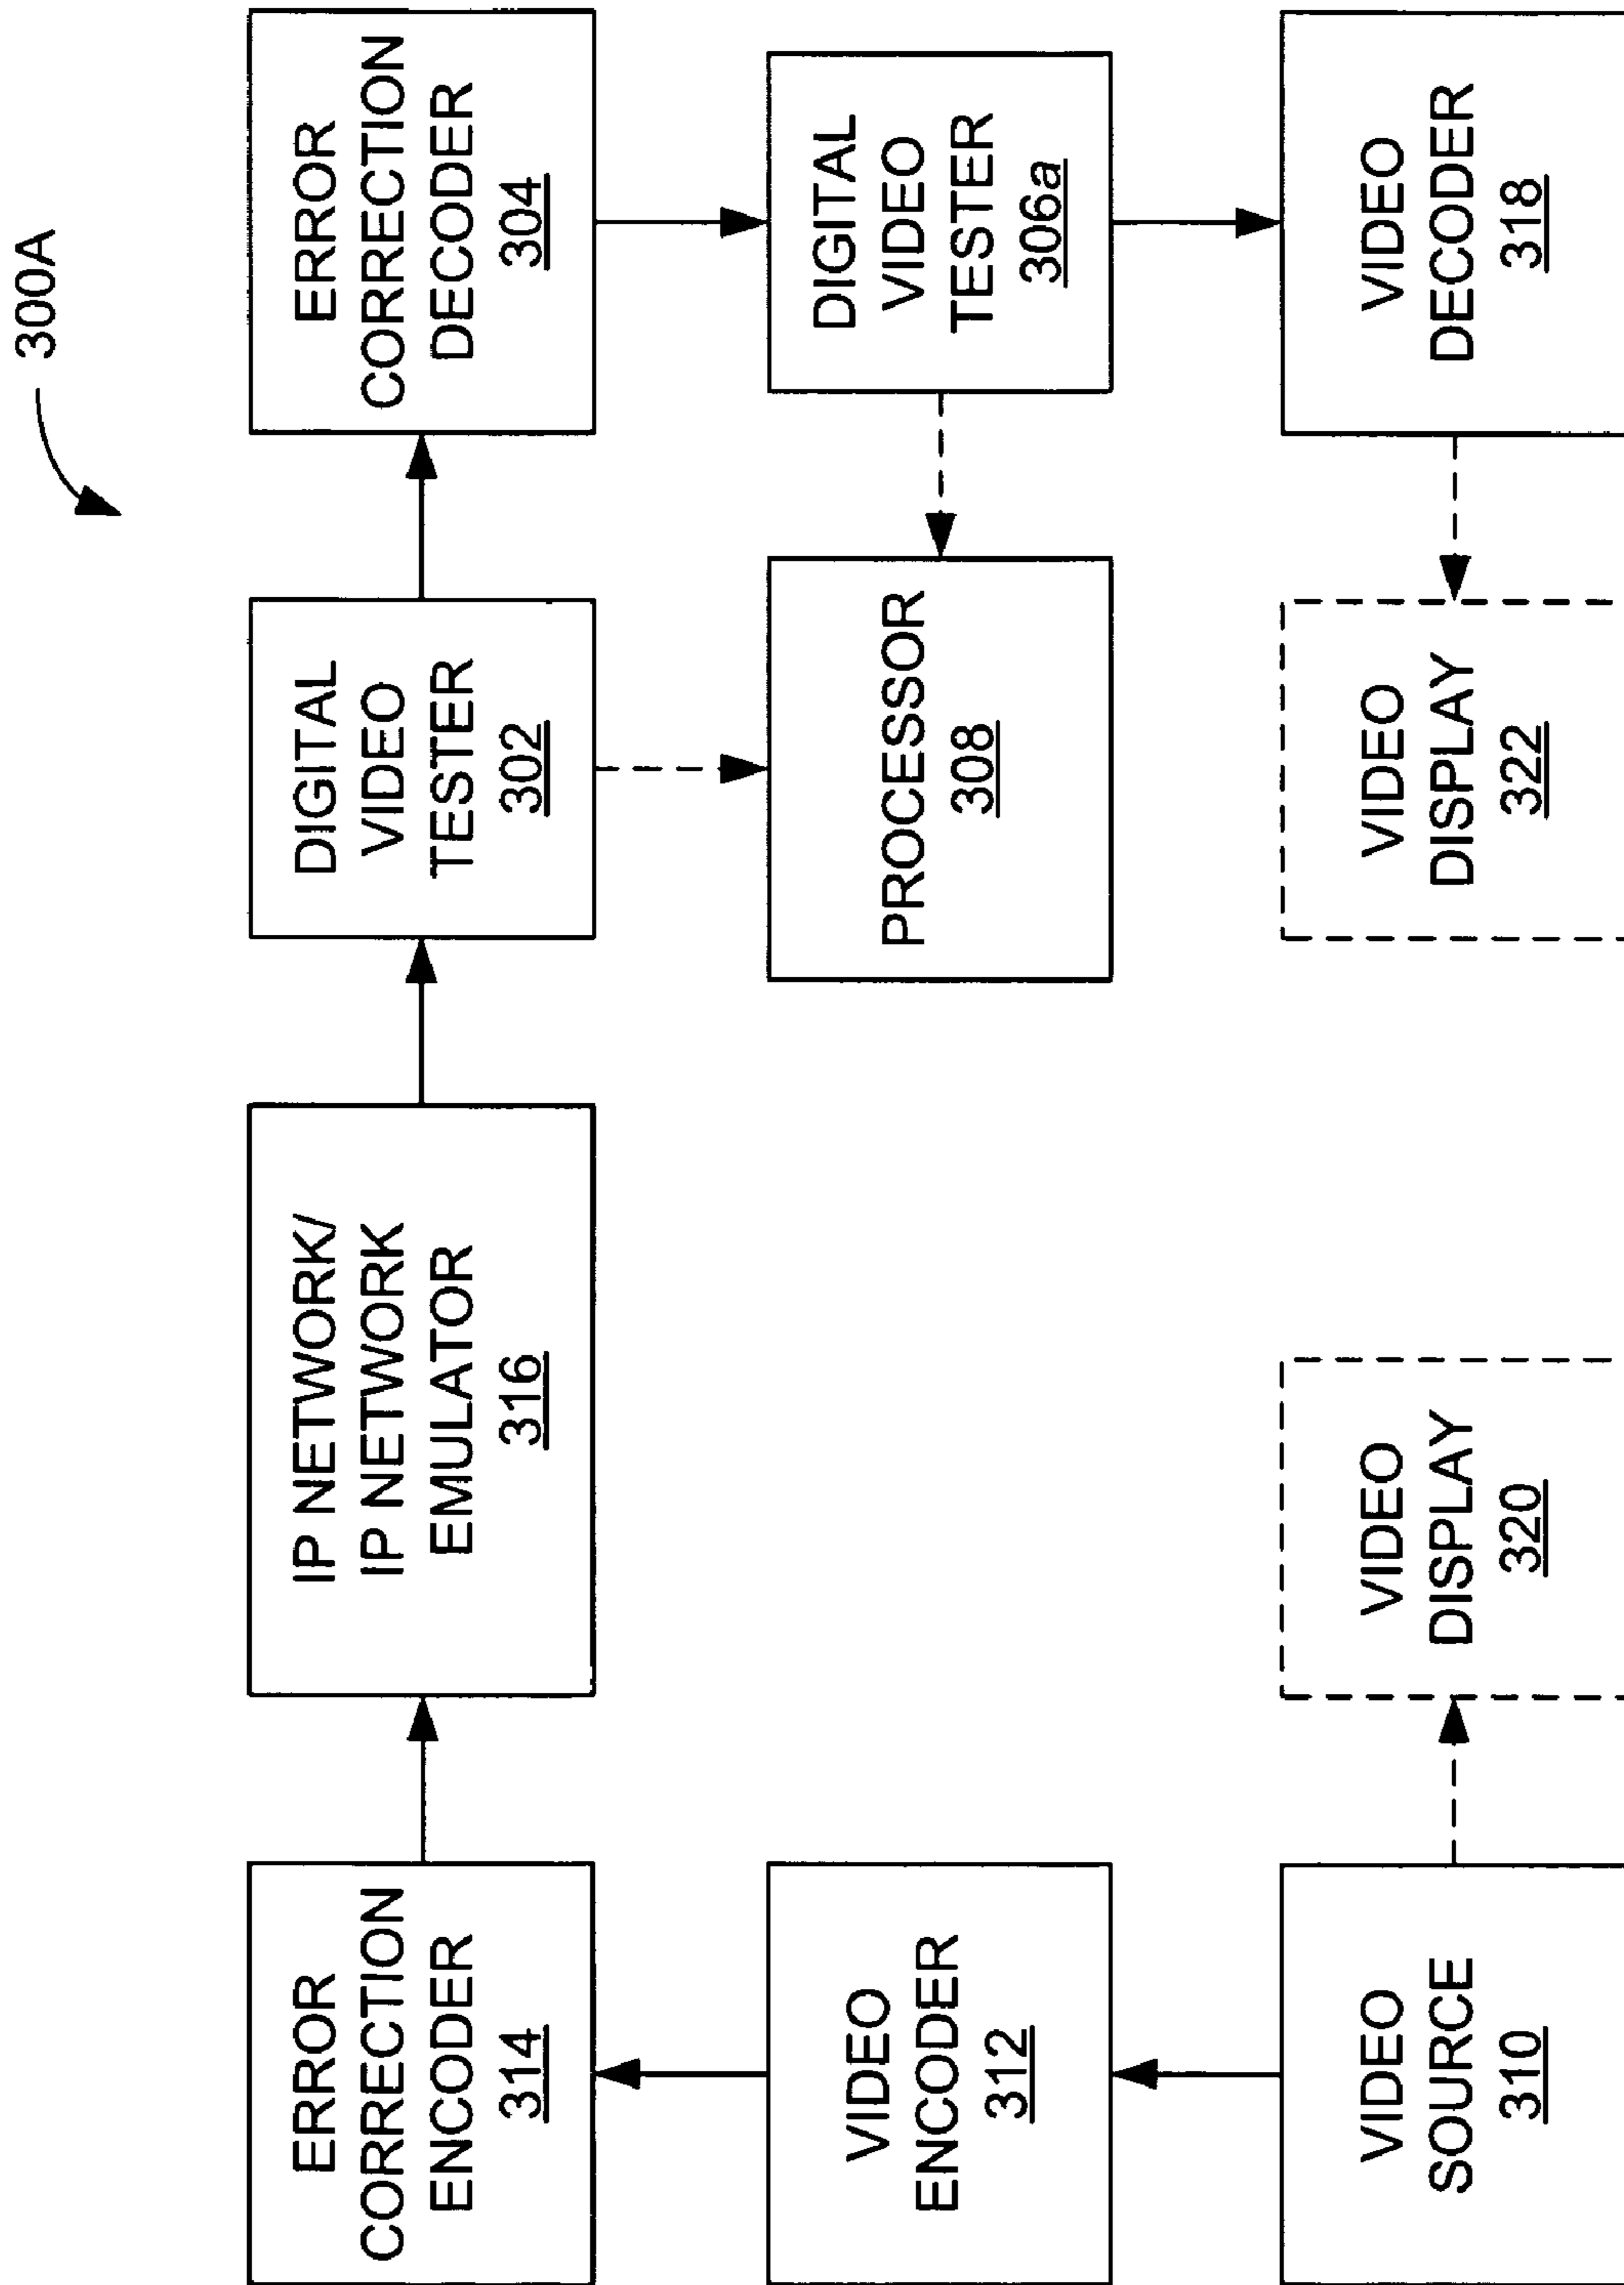 300A
ERROR
CORRECTION
ENCODER
314
IP NETWORK/
IP NETWORK
EMULATOR
316
DIGITAL
VIDEO
TESTER
302
ERROR
CORRECTION
DECODER
304
VIDEO
ENCODER
312
PROCESSOR
308
DIGITAL
VIDEO
TESTER
306a
VIDEO
SOURCE
310
VIDEO
DISPLAY
320
VIDEO
DISPLAY
322
VIDEO
DECODER
318